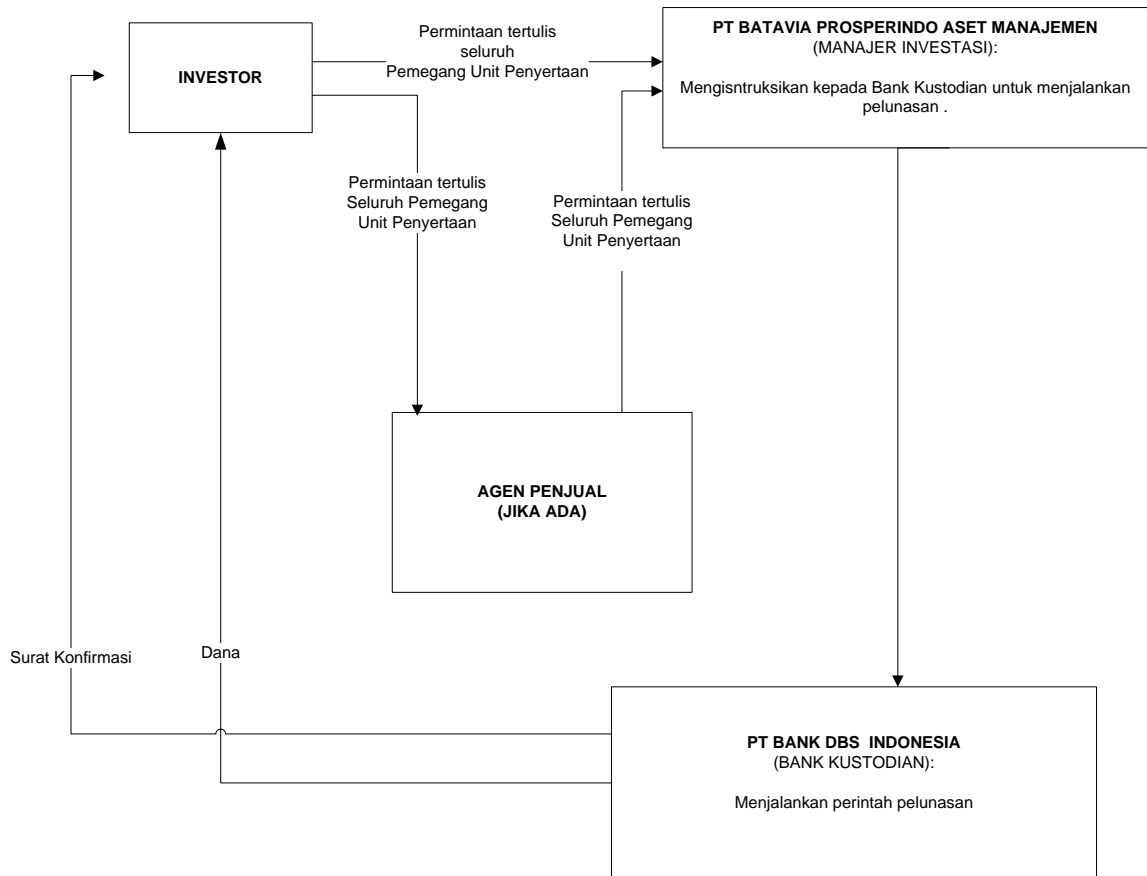 INVESTOR
Permintaan tertulis
seluruh
Pemegang Unit Penyertaan
PT BATAVIA PROSPERINDO ASET MANAJEMEN
(MANAJER INVESTASI):
Mengisntruksikan kepada Bank Kustodian untuk menjalankan
pelunasan .
Permintaan tertulis
Seluruh Pemegang
Unit Penyertaan
Permintaan tertulis
Seluruh Pemegang
Unit Penyertaan
AGEN PENJUAL
(JIKA ADA)
Surat Konfirmasi
Dana
PT BANK DBS  INDONESIA
(BANK KUSTODIAN):
Menjalankan perintah pelunasan